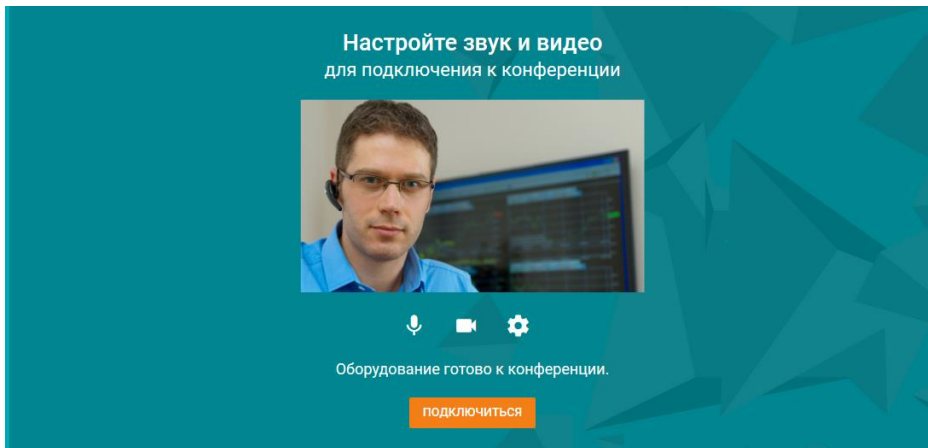 Настройте звук и видео
для подключения к конференции
Оборудование готово к конференции.
ПОДКЛЮЧИТЬСЯ